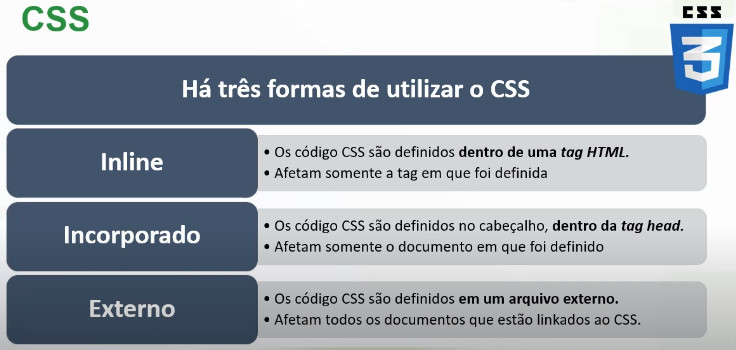 CSS
CSS
3
Há três formas de utilizar o CSS
Inline
• Os código CSS são definidos dentro de uma tag HTML.
• Afetam somente a tag em que foi definida
Incorporado
• Os código CSS são definidos no cabeçalho, dentro da tag head.
• Afetam somente o documento em que foi definido
Externo
• Os código CSS são definidos em um arquivo externo.
• Afetam todos os documentos que estão linkados ao CSS.